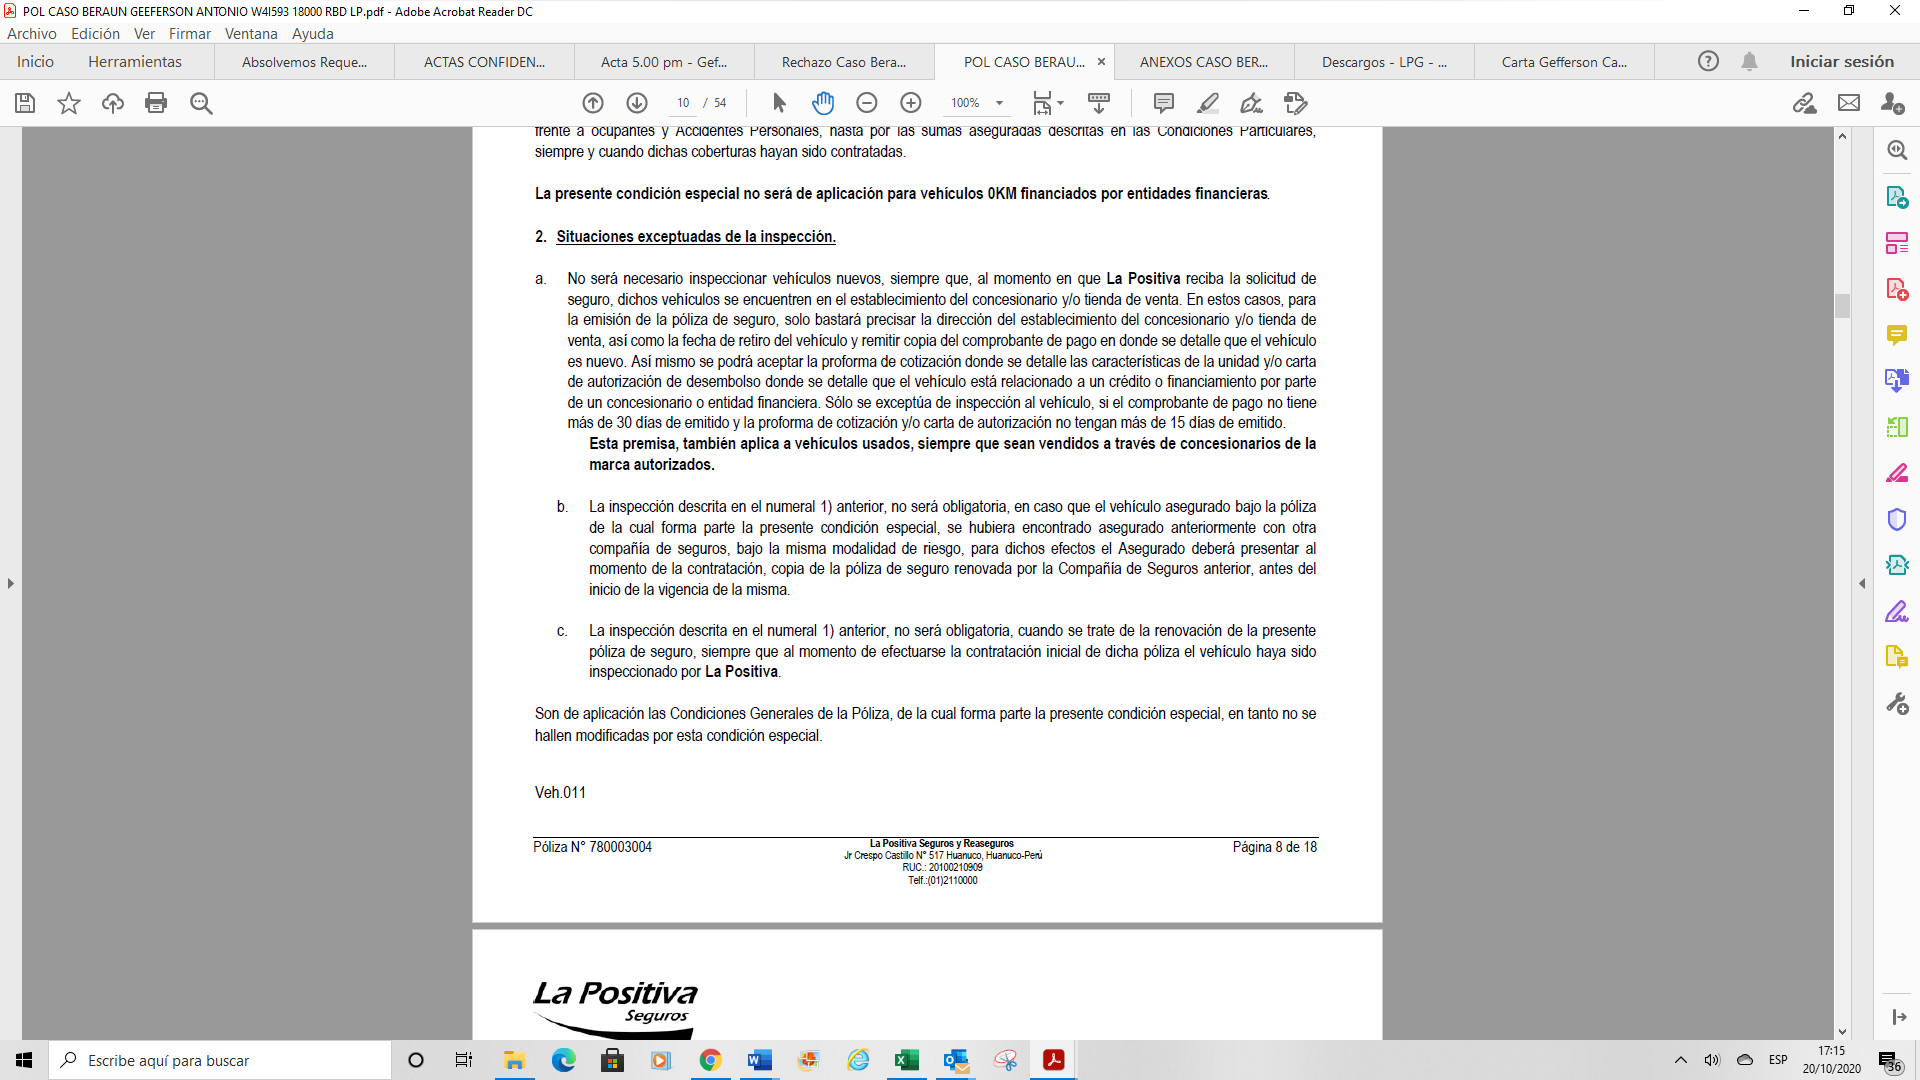 POL CASO BERAUN GEEFERSON ANTONIO W4I593 18000 RBD LP.pdf - Adobe Acrobat Reader DC
Archivo Edición Ver Firmar Ventana Ayuda
Inicio Herramientas Absolvemos Reque... ACTAS CONFIDEN... Acta 5.00 pm - Gef... Rechazo Caso Bera... POL CASO BERAU... ANEXOS CASO BER... Descargos - LPG - ... Carta Gefferson Ca... Iniciar sesión
10 / 54 100%
frente a ocupantes y Accidentes Personales, hasta por las sumas aseguradas descritas en las Condiciones Particulares,
siempre y cuando dichas coberturas hayan sido contratadas.
La presente condición especial no será de aplicación para vehículos 0KM financiados por entidades financieras.
2. Situaciones exceptuadas de la inspección.
a. No será necesario inspeccionar vehículos nuevos, siempre que, al momento en que La Positiva reciba la solicitud de
seguro, dichos vehículos se encuentren en el establecimiento del concesionario y/o tienda de venta. En estos casos, para
la emisión de la póliza de seguro, solo bastará precisar la dirección del establecimiento del concesionario y/o tienda de
venta, así como la fecha de retiro del vehículo y remitir copia del comprobante de pago en donde se detalle que el vehículo
es nuevo. Así mismo se podrá aceptar la proforma de cotización donde se detalle las características de la unidad y/o carta
de autorización de desembolso donde se detalle que el vehículo está relacionado a un crédito o financiamiento por parte
de un concesionario o entidad financiera. Sólo se exceptúa de inspección al vehículo, si el comprobante de pago no tiene
más de 30 días de emitido y la proforma de cotización y/o carta de autorización no tengan más de 15 días de emitido.
Esta premisa, también aplica a vehículos usados, siempre que sean vendidos a través de concesionarios de la
marca autorizados.
b. La inspección descrita en el numeral 1) anterior, no será obligatoria, en caso que el vehículo asegurado bajo la póliza
de la cual forma parte la presente condición especial, se hubiera encontrado asegurado anteriormente con otra
compañía de seguros, bajo la misma modalidad de riesgo, para dichos efectos el Asegurado deberá presentar al
momento de la contratación, copia de la póliza de seguro renovada por la Compañía de Seguros anterior, antes del
inicio de la vigencia de la misma.
c. La inspección descrita en el numeral 1) anterior, no será obligatoria, cuando se trate de la renovación de la presente
póliza de seguro, siempre que al momento de efectuarse la contratación inicial de dicha póliza el vehículo haya sido
inspeccionado por La Positiva.
Son de aplicación las Condiciones Generales de la Póliza, de la cual forma parte la presente condición especial, en tanto no se
hallen modificadas por esta condición especial.
Veh.011
Póliza N° 780003004 La Positiva Seguros y Reaseguros Página 8 de 18
Jr Crespo Castillo N° 517 Huanuco, Huanuco-Perú
RUC.: 20100210909
Telf.:(01)2110000
La Positiva
Seguros
Escribe aquí para buscar
ESP
17:15
20/10/2020
36